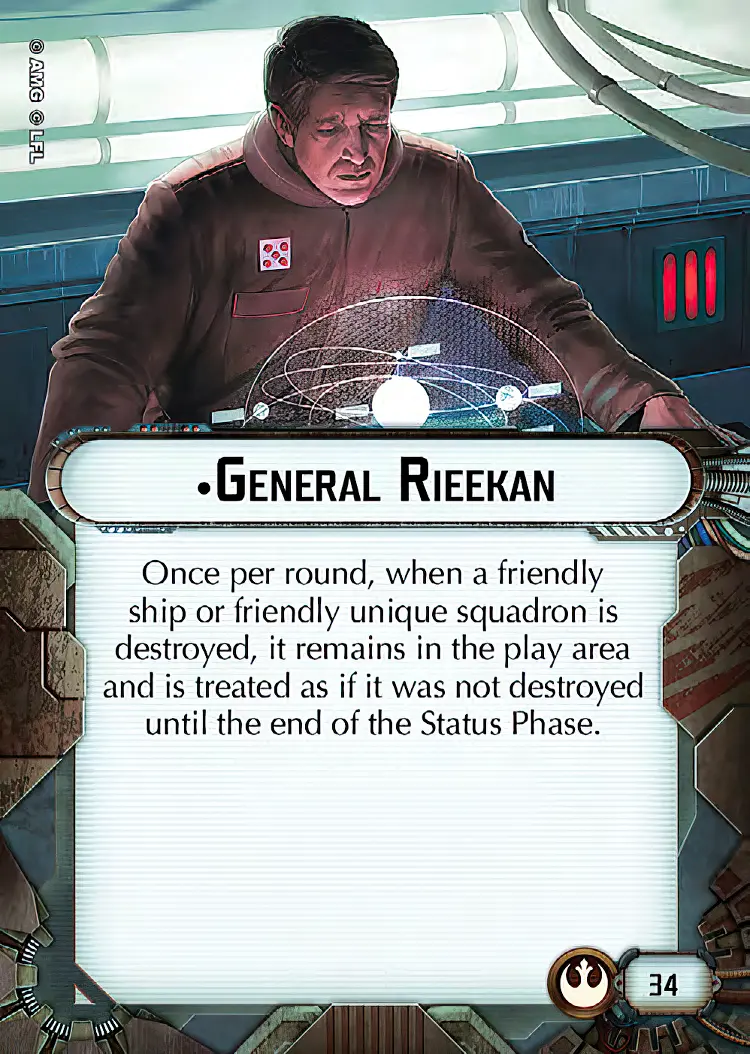 © AMG © LFL
•General Rieekan
Once per round, when a friendly
ship or friendly unique squadron is
destroyed, it remains in the play area
and is treated as if it was not destroyed
until the end of the Status Phase.
34